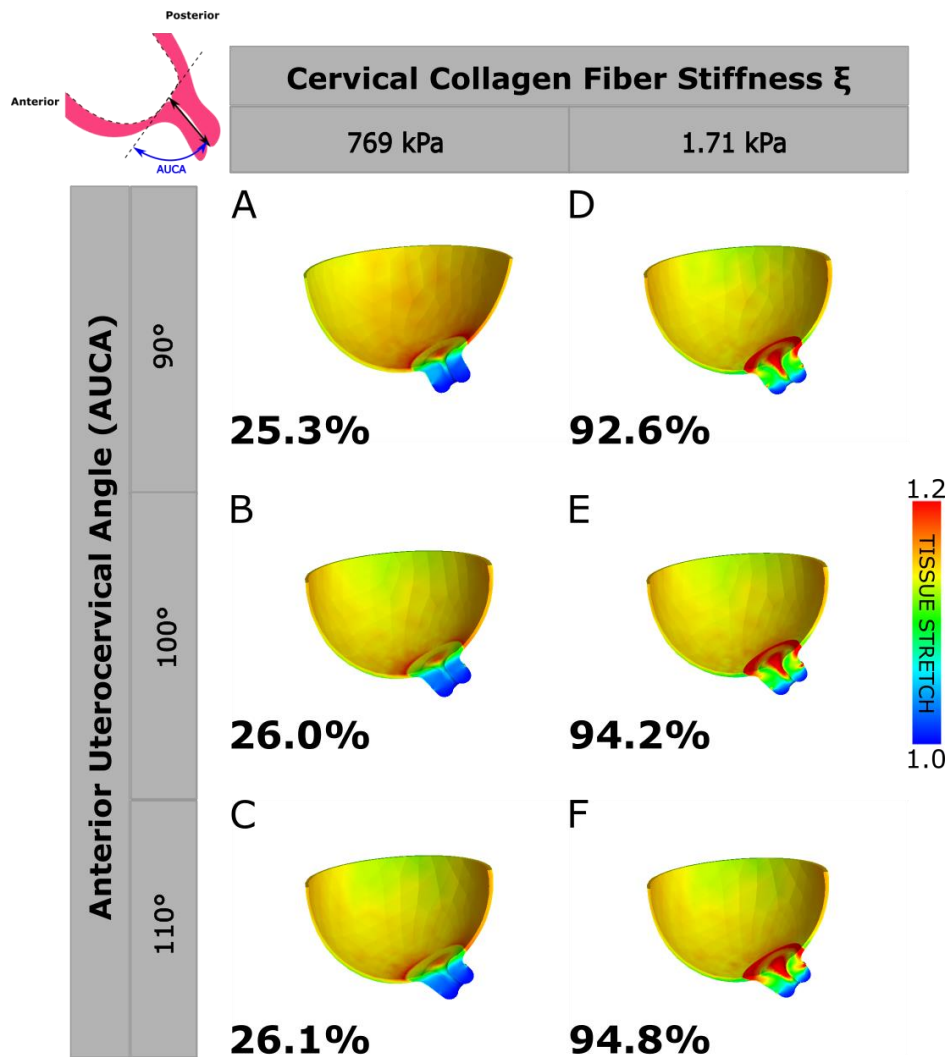 Posterior
Anterior
AUCA
Cervical Collagen Fiber Stiffness ξ
769 kPa
1.71 kPa
Anterior Uterocervical Angle (AUCA)
90°
A
25.3%
D
92.6%
100°
B
26.0%
E
94.2%
110°
C
26.1%
F
94.8%
1.2
TISSUE STRETCH
1.0